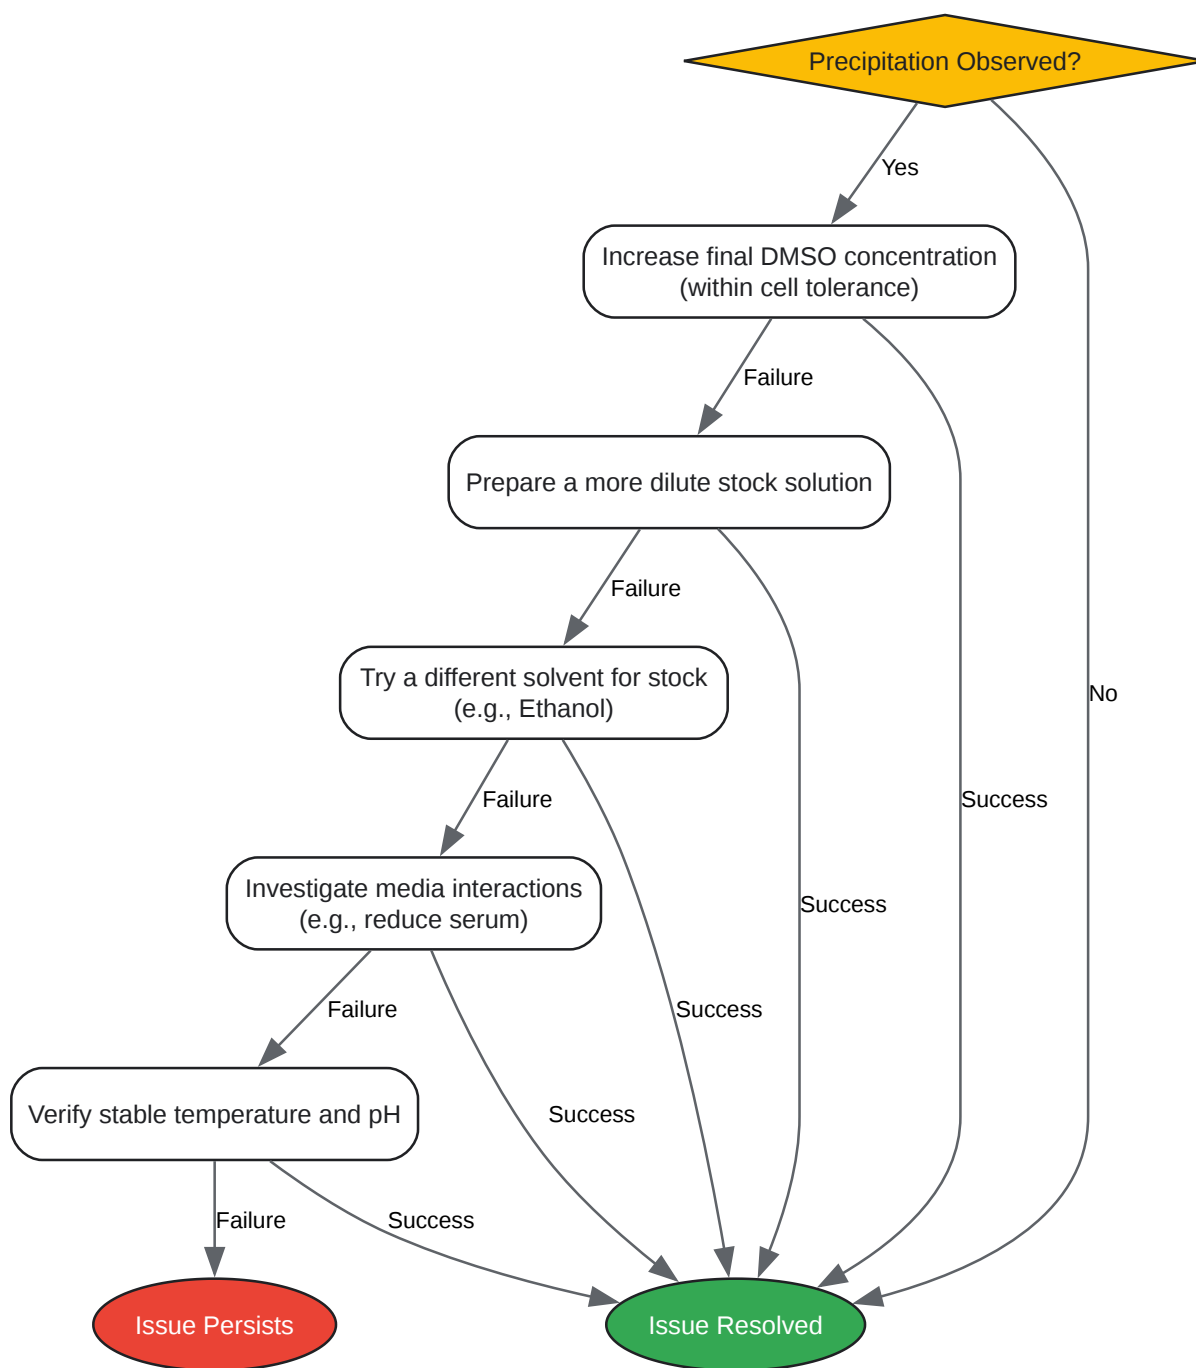 Precipitation Observed?
Yes
Increase final DMSO concentration
(within cell tolerance)
Failure
Prepare a more dilute stock solution
Failure
Try a different solvent for stock
(e.g., Ethanol)
No
Failure
Success
Investigate media interactions
(e.g., reduce serum)
Success
Failure
Success
Verify stable temperature and pH
Success
Failure
Success
Issue Persists
Issue Resolved